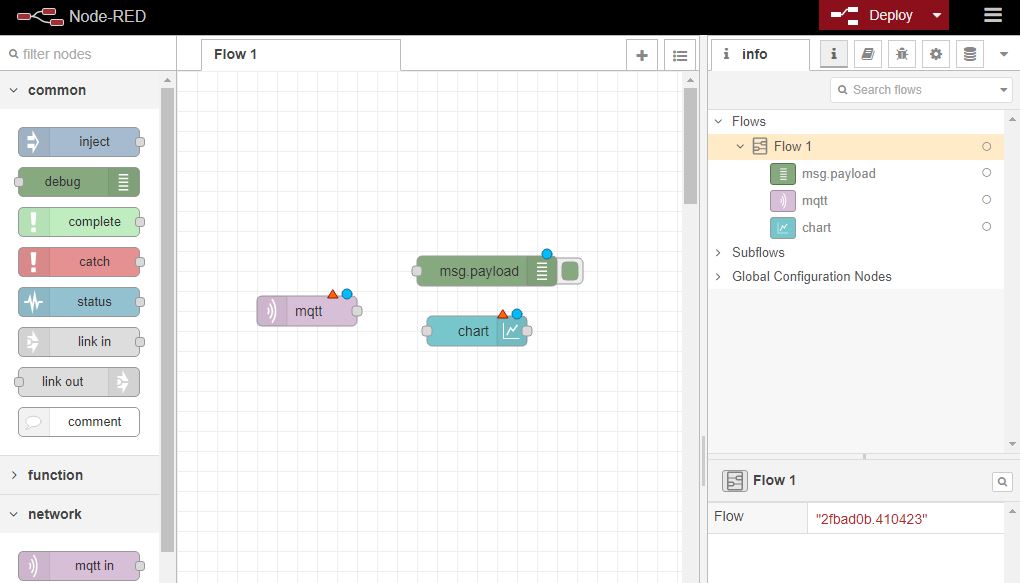 Node-RED
Deploy
filter nodes
Flow 1
i info
i
Search flows
common
inject
debug
complete
catch
status
link in
link out
comment
function
network
mqtt in
mqtt
msg.payload
chart
Flows
Flow 1
msg.payload
mqtt
chart
Subflows
Global Configuration Nodes
Flow 1
Flow "2fbad0b.410423"